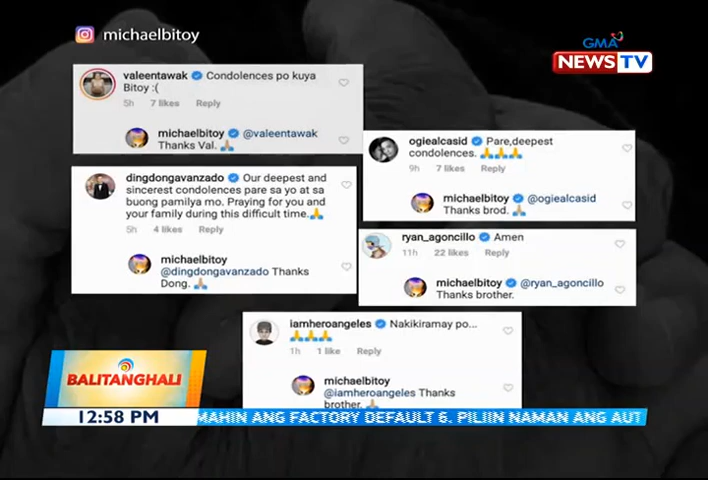 michaelbitoy
GMA
NEWS TV
valeentawak Condolences po kuya
Bitoy :(
5h 7 likes Reply
michaelbitoy @valeentawak
Thanks Val. 🙏
ogiealcasid Pare,deepest
condolences. 🙏🙏🙏
9h 7 likes Reply
michaelbitoy @ogiealcasid
Thanks brod. 🙏
dingdongavanzado Our deepest and
sincerest condolences pare sa yo at sa
buong pamilya mo. Praying for you and
your family during this difficult time.🙏
5h 4 likes Reply
michaelbitoy
@dingdongavanzado Thanks
Dong. 🙏
ryan_agoncillo Amen
11h 22 likes Reply
michaelbitoy @ryan_agoncillo
Thanks brother.
iamheroangeles Nakikiramay po...
🙏🙏🙏
1h 1 like Reply
michaelbitoy
@iamheroangeles Thanks
brother. 🙏
BALITANGHALI
12:58 PM
MAHIN ANG FACTORY DEFAULT 6. PILIIN NAMAN ANG AUT